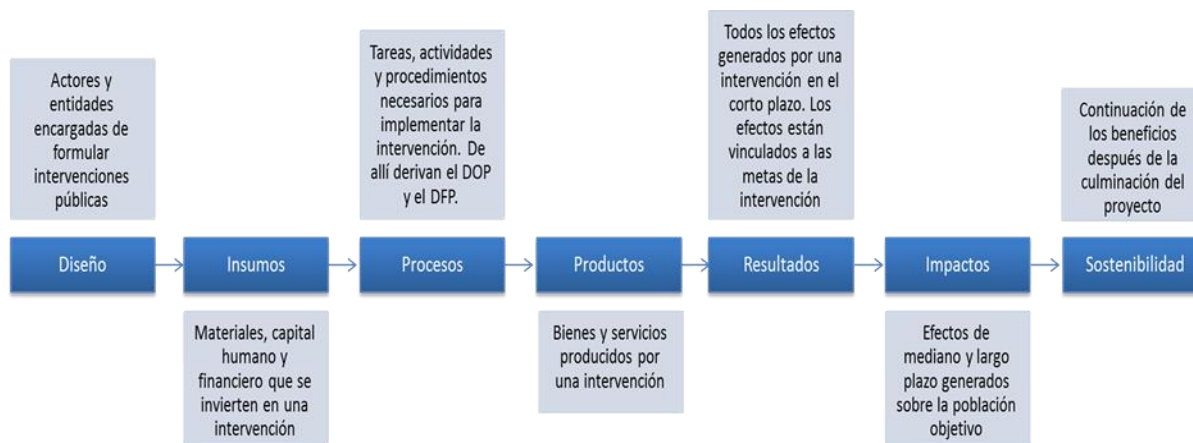 Actores y
entidades
encargadas de
formular
intervenciones
públicas
Tareas, actividades
y procedimientos
necesarios para
implementar la
intervención. De
allí derivan el DOP
y el DFP.
Todos los efectos
generados por una
intervención en el
corto plazo. Los
efectos están
vinculados a las
metas de la
intervención
Continuación de
los beneficios
después de la
culminación del
proyecto
Diseño
Insumos
Procesos
Productos
Resultados
Impactos
Sostenibilidad
Materiales, capital
humano y
financiero que se
invierten en una
intervención
Bienes y servicios
producidos por
una intervención
Efectos de
mediano y largo
plazo generados
sobre la población
objetivo